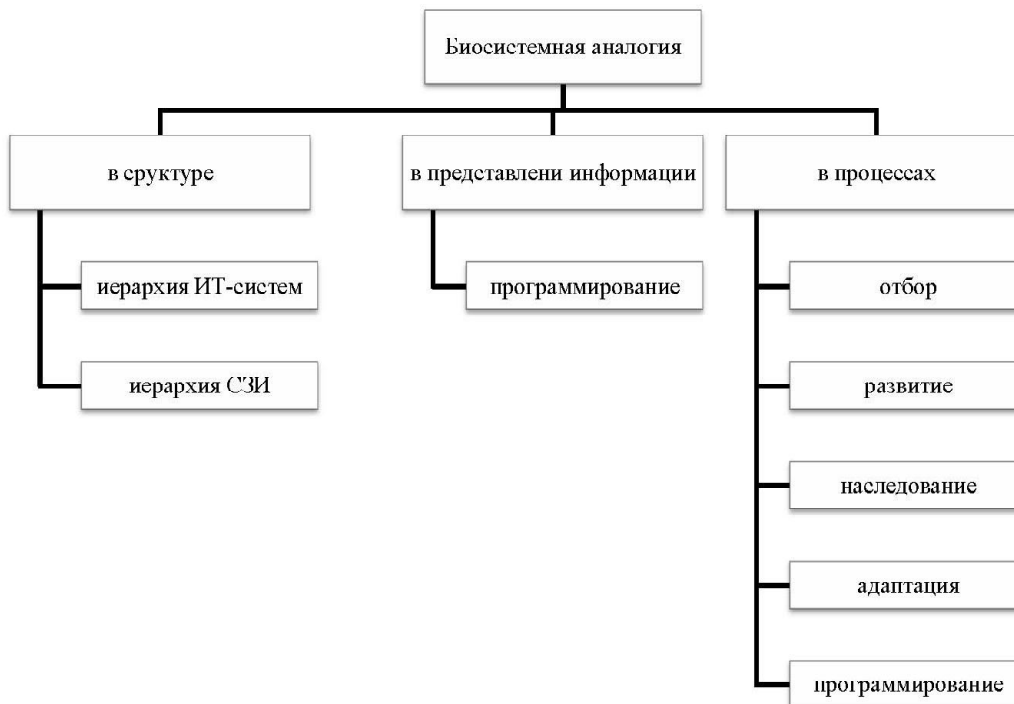 Биосистемная аналогия
в сруктуре
в представлени информации
в процессах
иерархия ИТ-систем
программирование
отбор
иерархия СЗИ
развитие
наследование
адаптация
программирование